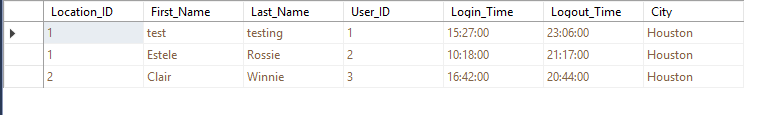 Location_ID First_Name Last_Name User_ID Login_Time Logout_Time City
1 test testing 1 15:27:00 23:06:00 Houston
1 Estele Rossie 2 10:18:00 21:17:00 Houston
2 Clair Winnie 3 16:42:00 20:44:00 Houston